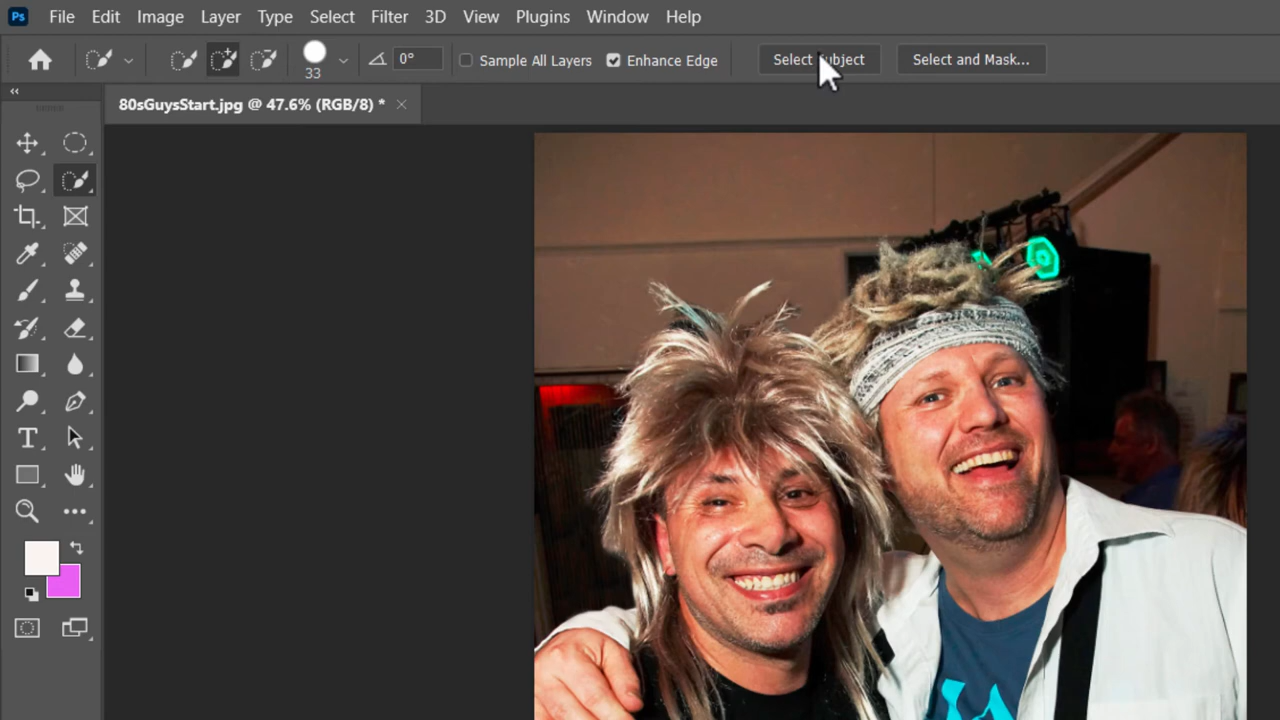 Ps File Edit Image Layer Type Select Filter 3D View Plugins Window Help
33 0° Sample All Layers Enhance Edge Select Subject Select and Mask...
80sGuysStart.jpg @ 47.6% (RGB/8) *